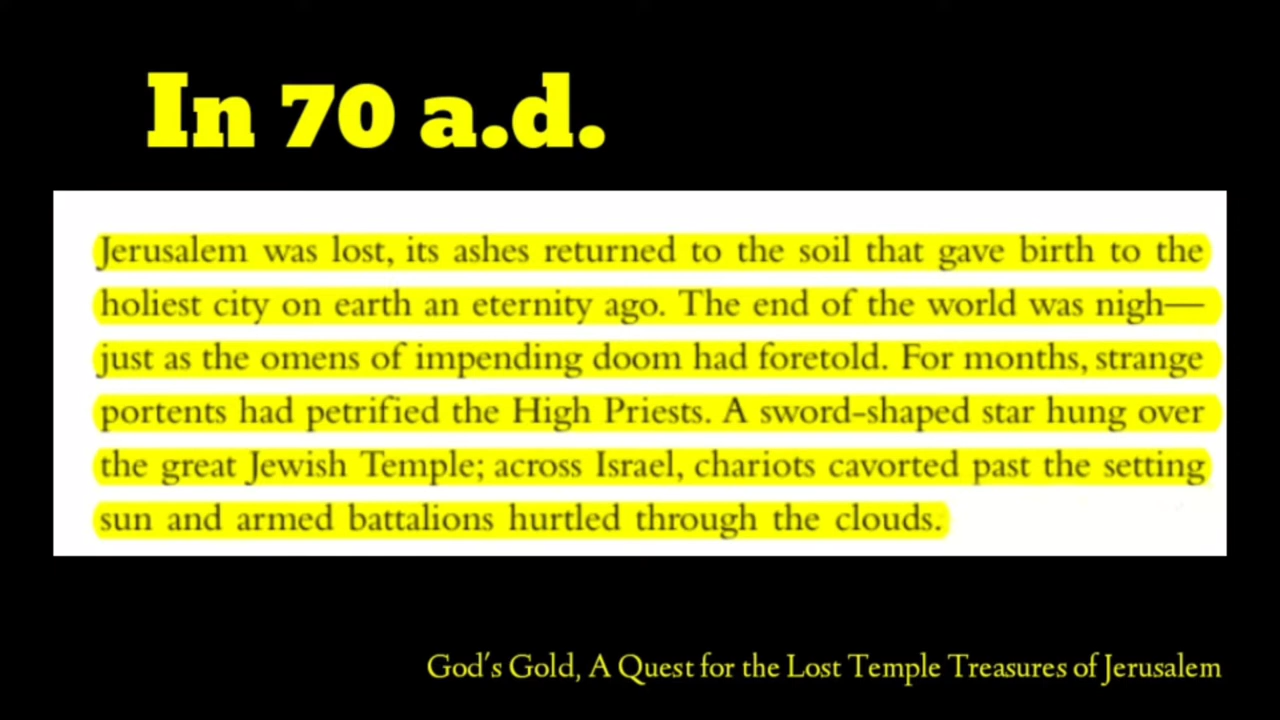 In 70 a.d.
Jerusalem was lost, its ashes returned to the soil that gave birth to the
holiest city on earth an eternity ago. The end of the world was nigh—
just as the omens of impending doom had foretold. For months, strange
portents had petrified the High Priests. A sword-shaped star hung over
the great Jewish Temple; across Israel, chariots cavorted past the setting
sun and armed battalions hurtled through the clouds.
God's Gold, A Quest for the Lost Temple Treasures of Jerusalem